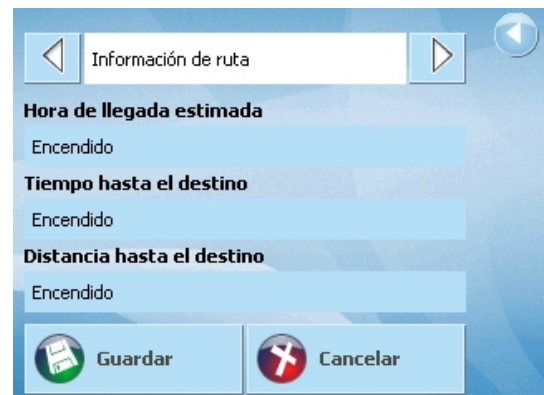 Información de ruta
Hora de llegada estimada
Encendido
Tiempo hasta el destino
Encendido
Distancia hasta el destino
Encendido
Guardar
Cancelar